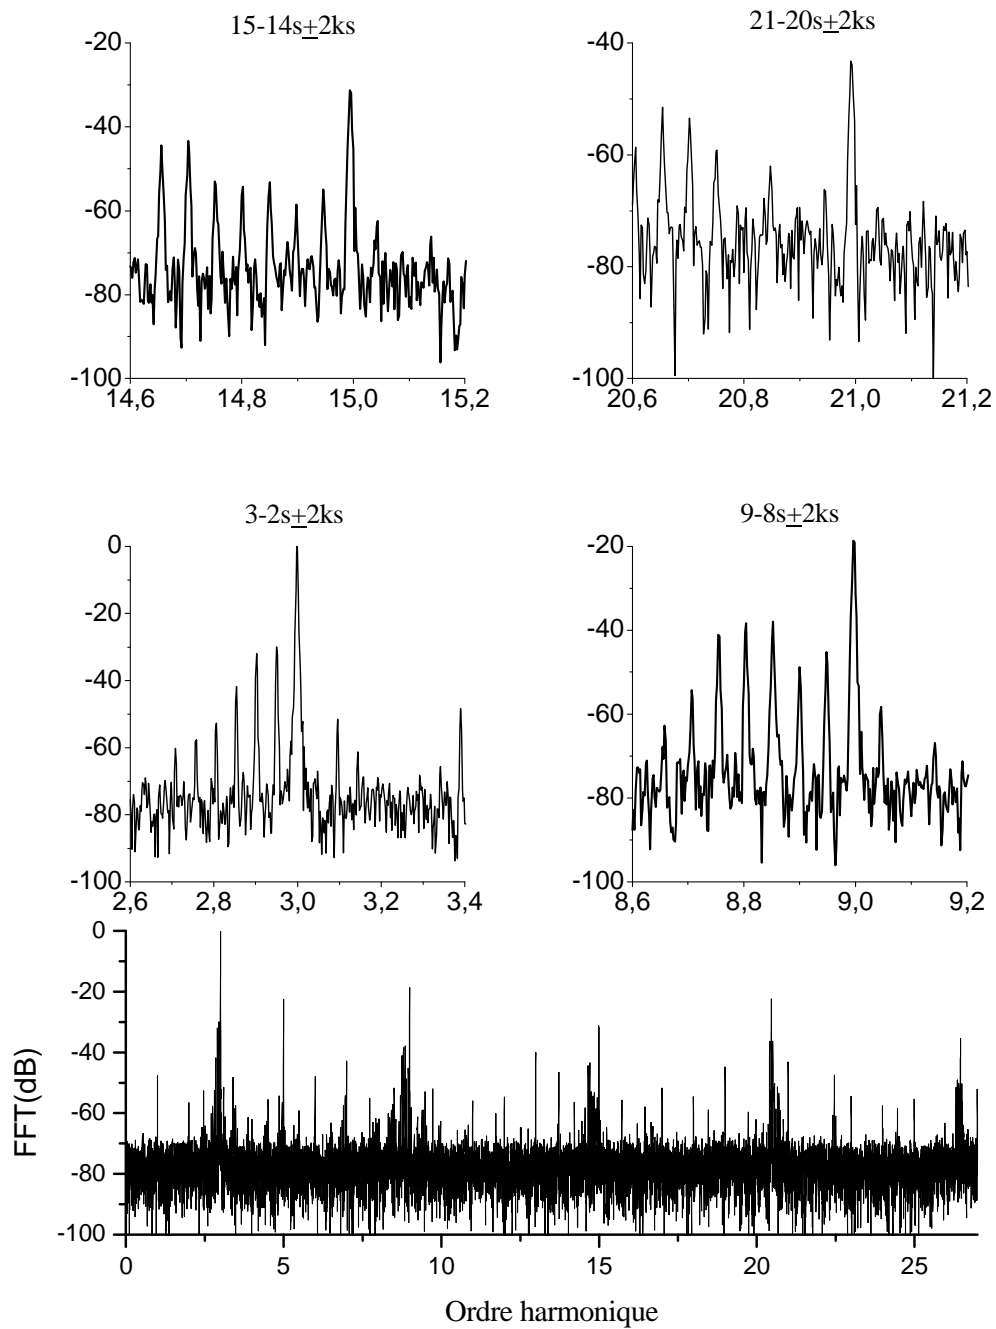 15-14s±2ks
21-20s±2ks
-20
-40
-60
-80
-100
14,6 14,8 15,0 15,2
-40
-60
-80
-100
20,6 20,8 21,0 21,2
3-2s±2ks
9-8s±2ks
0
-20
-40
-60
-80
-100
2,6 2,8 3,0 3,2 3,4
-20
-40
-60
-80
-100
8,6 8,8 9,0 9,2
FFT(dB)
0
-20
-40
-60
-80
-100
0 5 10 15 20 25
Ordre harmonique